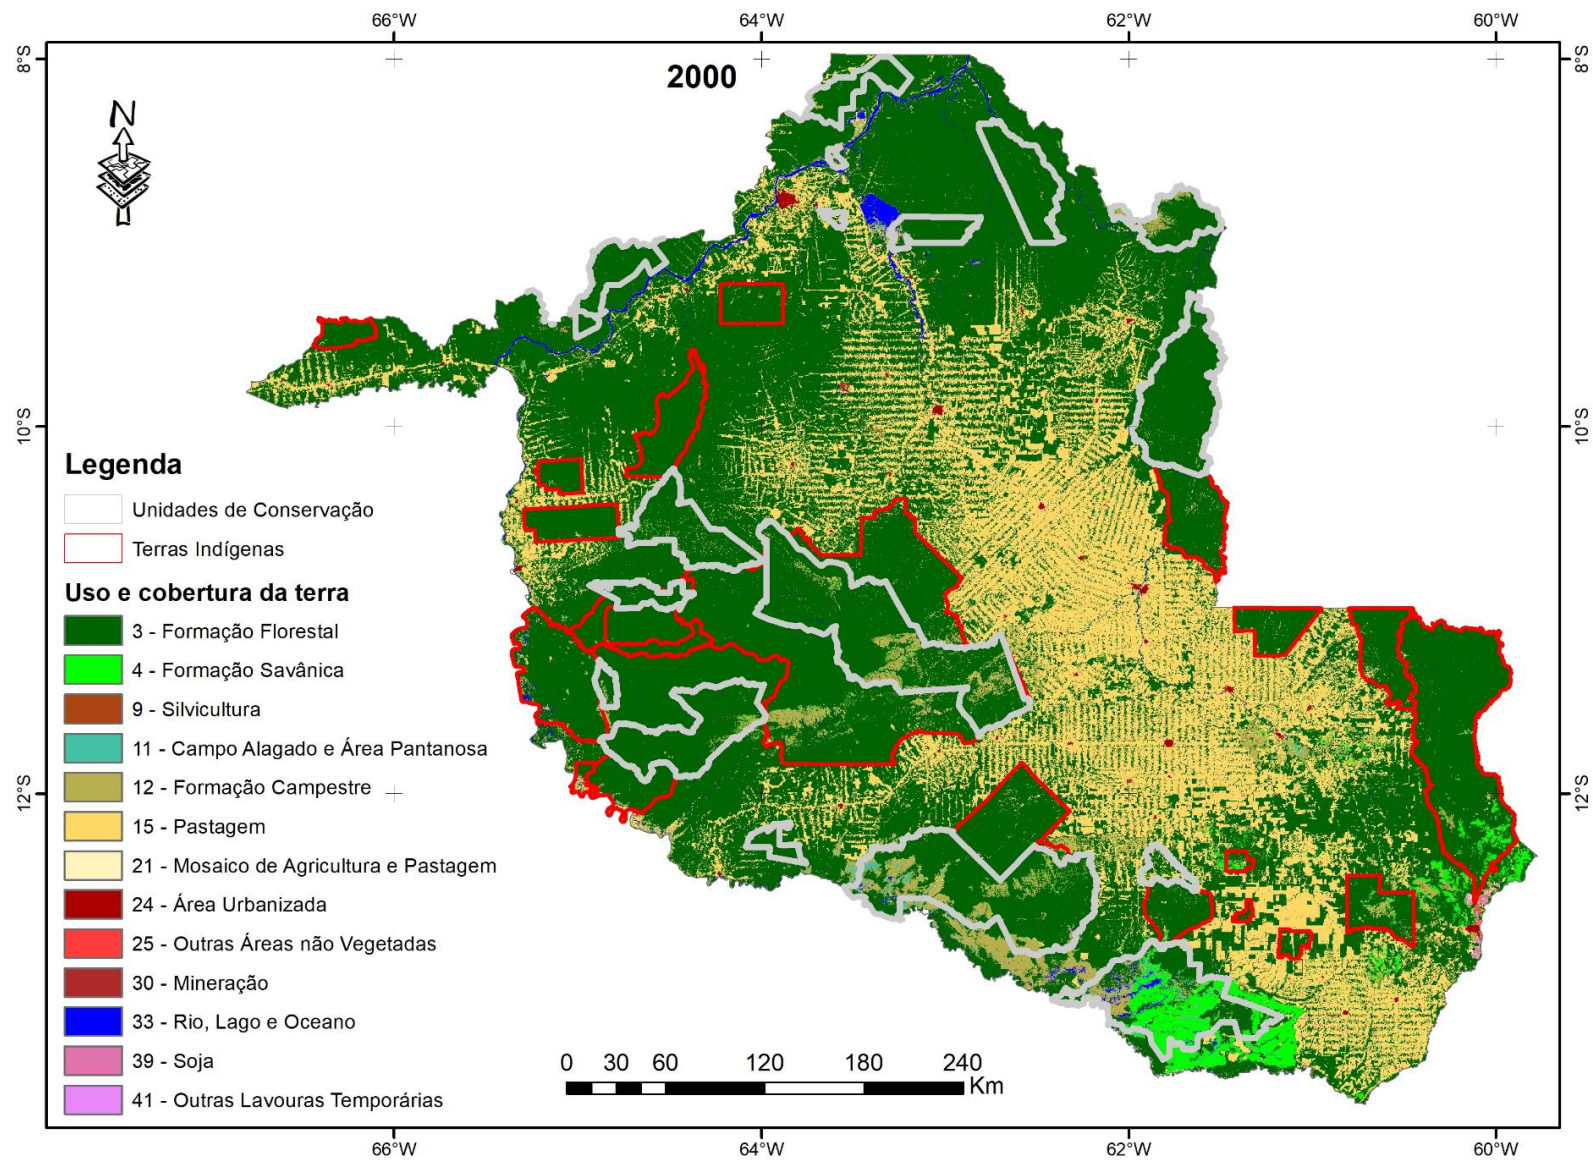 66°W 64°W 62°W 60°W
8°S 8°S
2000
N
10°S 10°S
Legenda
Unidades de Conservação
Terras Indígenas
Uso e cobertura da terra
3 - Formação Florestal
4 - Formação Savânica
9 - Silvicultura
11 - Campo Alagado e Área Pantanosa
12 - Formação Campestre
12°S 12°S
15 - Pastagem
21 - Mosaico de Agricultura e Pastagem
24 - Área Urbanizada
25 - Outras Áreas não Vegetadas
30 - Mineração
33 - Rio, Lago e Oceano
39 - Soja
41 - Outras Lavouras Temporárias
0 30 60 120 180 240
Km
66°W 64°W 62°W 60°W